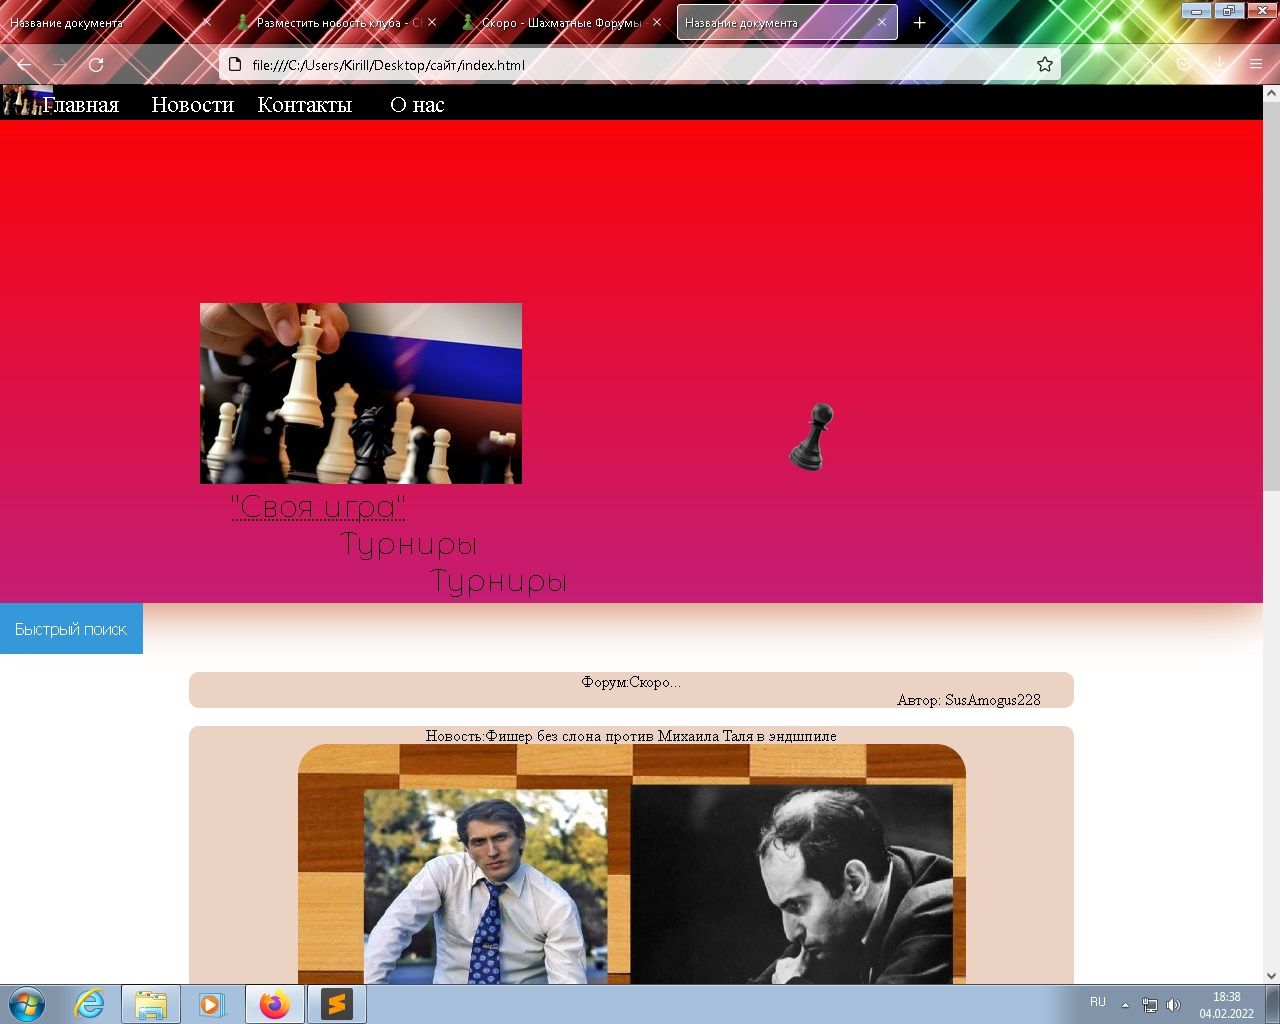 Название документа
Разместить новость клуба - С
Скоро - Шахматные Форумы
Название документа
file:///C:/Users/Kirill/Desktop/сайт/index.html
Главная
Новости
Контакты
О нас
"Своя игра"
Турниры
Турниры
Быстрый поиск
Форум:Скоро...
Автор: SusAmogus228
Новость:Фишер без слона против Михаила Таля в эндшпиле
RU
18:38
04.02.2022